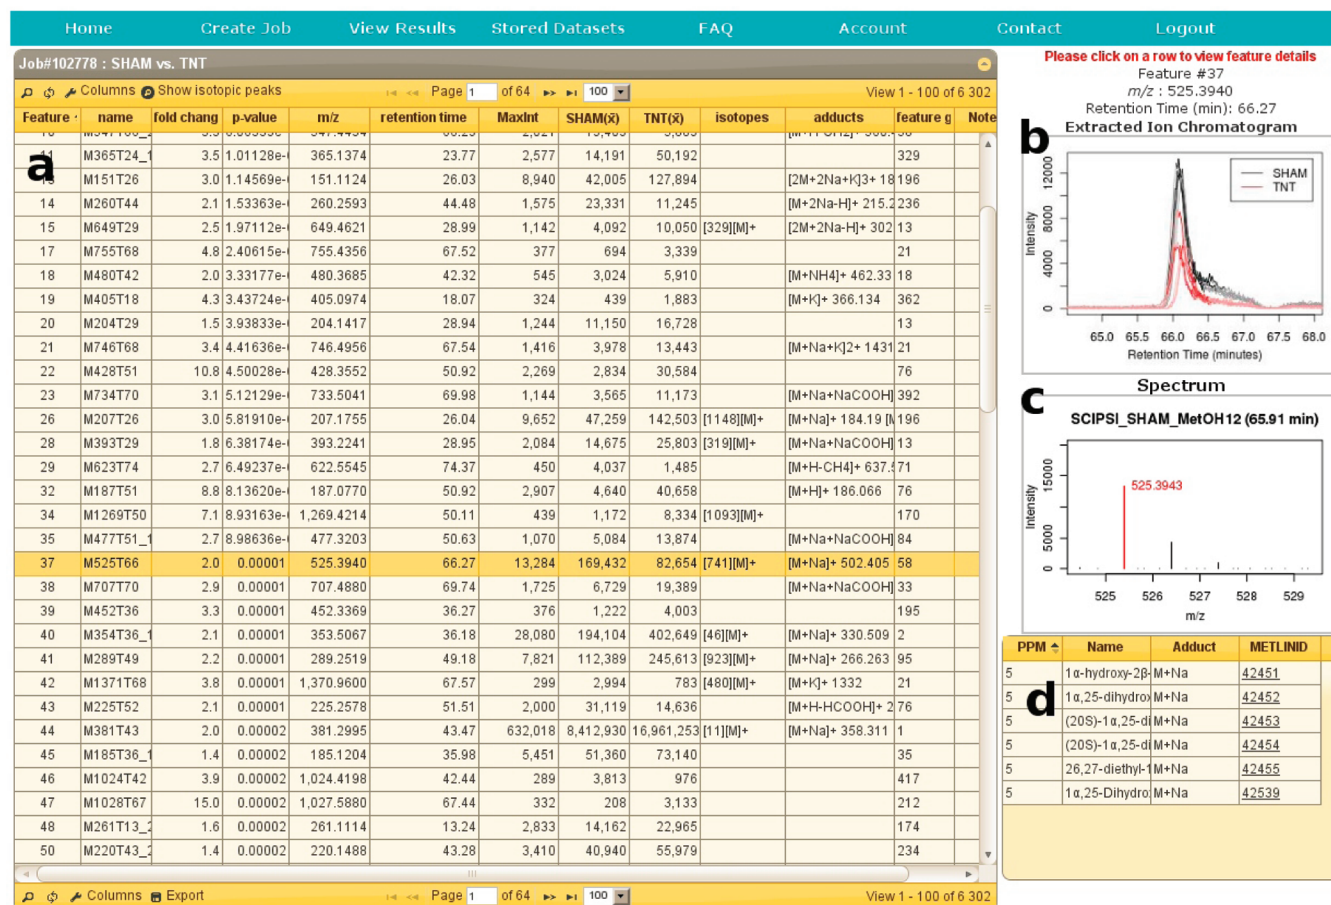 Home Create Job View Results Stored Datasets FAQ Account Contact Logout
Job#102778 : SHAM vs. TNT
Columns Show isotopic peaks Page 1 of 64 100 View 1 - 100 of 6 302
Feature name fold chang p-value m/z retention time MaxInt SHAM(x̄) TNT(x̄) isotopes adducts feature g Note
a
M365T24_1 3.5 1.01128e- 365.1374 23.77 2,577 14,191 50,192 329
13 M151T26 3.0 1.14569e- 151.1124 26.03 8,940 42,005 127,894 [2M+2Na+K]3+ 18 196
14 M260T44 2.1 1.53363e- 260.2593 44.48 1,575 23,331 11,245 [M+2Na-H]+ 215.2 236
15 M649T29 2.5 1.97112e- 649.4621 28.99 1,142 4,092 10,050 [329][M]+ [2M+2Na-H]+ 302 13
17 M755T68 4.8 2.40615e- 755.4356 67.52 377 694 3,339 21
18 M480T42 2.0 3.33177e- 480.3685 42.32 545 3,024 5,910 [M+NH4]+ 462.33 18
19 M405T18 4.3 3.43724e- 405.0974 18.07 324 439 1,883 [M+K]+ 366.134 362
20 M204T29 1.5 3.93833e- 204.1417 28.94 1,244 11,150 16,728 13
21 M746T68 3.4 4.41636e- 746.4956 67.54 1,416 3,978 13,443 [M+Na+K]2+ 1431 21
22 M428T51 10.8 4.50028e- 428.3552 50.92 2,269 2,834 30,584 76
23 M734T70 3.1 5.12129e- 733.5041 69.98 1,144 3,565 11,173 [M+Na+NaCOOH] 392
26 M207T26 3.0 5.81910e- 207.1755 26.04 9,652 47,259 142,503 [1148][M]+ [M+Na]+ 184.19 [M 196
28 M393T29 1.8 6.38174e- 393.2241 28.95 2,084 14,675 25,803 [319][M]+ [M+Na+NaCOOH] 13
29 M623T74 2.7 6.49237e- 622.5545 74.37 450 4,037 1,485 [M+H-CH4]+ 637.5 71
32 M187T51 8.8 8.13620e- 187.0770 50.92 2,907 4,640 40,658 [M+H]+ 186.066 76
34 M1269T50 7.1 8.93163e- 1,269.4214 50.11 439 1,172 8,334 [1093][M]+ 170
35 M477T51_1 2.7 8.98636e- 477.3203 50.63 1,070 5,084 13,874 [M+Na+NaCOOH] 84
37 M525T66 2.0 0.00001 525.3940 66.27 13,284 169,432 82,654 [741][M]+ [M+Na]+ 502.405 58
38 M707T70 2.9 0.00001 707.4880 69.74 1,725 6,729 19,389 [M+Na+NaCOOH] 33
39 M452T36 3.3 0.00001 452.3369 36.27 376 1,222 4,003 195
40 M354T36_1 2.1 0.00001 353.5067 36.18 28,080 194,104 402,649 [46][M]+ [M+Na]+ 330.509 2
41 M289T49 2.2 0.00001 289.2519 49.18 7,821 112,389 245,613 [923][M]+ [M+Na]+ 266.263 95
42 M1371T68 3.8 0.00001 1,370.9600 67.57 299 2,994 783 [480][M]+ [M+K]+ 1332 21
43 M225T52 2.1 0.00001 225.2578 51.51 2,000 31,119 14,636 [M+H-HCOOH]+ 2 76
44 M381T43 2.0 0.00002 381.2995 43.47 632,018 8,412,930 16,961,253 [11][M]+ [M+Na]+ 358.311 1
45 M185T36_1 1.4 0.00002 185.1204 35.98 5,451 51,360 73,140 35
46 M1024T42 3.9 0.00002 1,024.4198 42.44 289 3,813 976 417
47 M1028T67 15.0 0.00002 1,027.5880 67.44 332 208 3,133 212
48 M261T13_2 1.6 0.00002 261.1114 13.24 2,833 14,162 22,965 174
50 M220T43_2 1.4 0.00002 220.1488 43.28 3,410 40,940 55,979 234
Columns Export Page 1 of 64 100 View 1 - 100 of 6 302
Please click on a row to view feature details
Feature #37
m/z : 525.3940
Retention Time (min): 66.27
Extracted Ion Chromatogram
b
SHAM
TNT
Intensity
0 4000 8000 12000
65.0 65.5 66.0 66.5 67.0 67.5 68.0
Retention Time (minutes)
Spectrum
c
SCIPSI_SHAM_MetOH12 (65.91 min)
525.3943
Intensity
0 5000 15000
525 526 527 528 529
m/z
PPM Name Adduct METLINID
5 1α-hydroxy-2β- M+Na 42451
5 1α,25-dihydrox M+Na 42452
d
5 (20S)-1α,25-di M+Na 42453
5 (20S)-1α,25-di M+Na 42454
5 26,27-diethyl-1 M+Na 42455
5 1α,25-Dihydro M+Na 42539